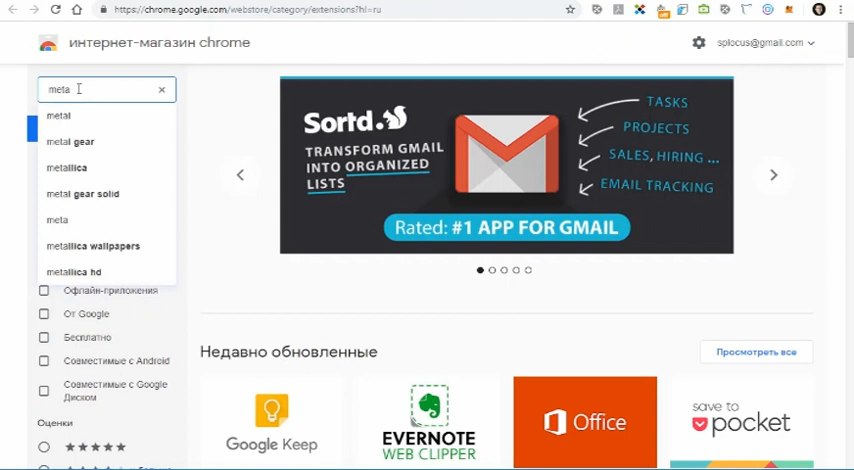 https://chrome.google.com/webstore/category/extensions?hl=ru
off
интернет-магазин chrome
splocus@gmail.com
meta
metal
metal gear
metallica
metal gear solid
meta
metallica wallpapers
metallica hd
Офлайн-приложения
От Google
Бесплатно
Совместимые с Android
Совместимые с Google
Диском
Оценки
Sortd.
TRANSFORM GMAIL
INTO ORGANIZED
LISTS
TASKS
PROJECTS
SALES, HIRING ...
EMAIL TRACKING
Rated: #1 APP FOR GMAIL
Недавно обновленные
Просмотреть все
Google Keep
EVERNOTE
WEB CLIPPER
Office
save to
pocket